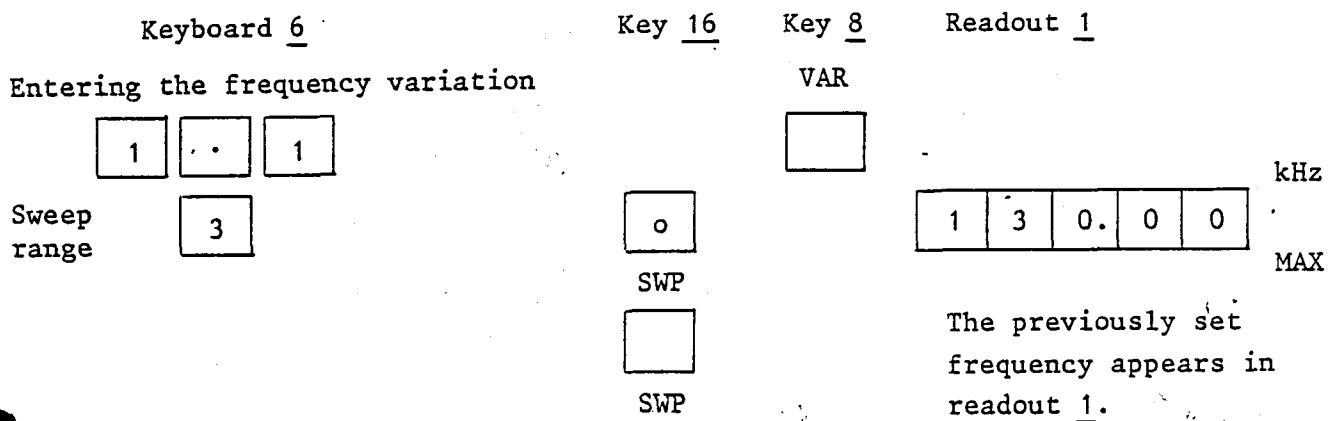 Keyboard 6 Key 16 Key 8 Readout 1
Entering the frequency variation VAR
1 . 1
kHz
Sweep 3 o 1 3 0. 0 0
range
MAX
SWP
The previously set
frequency appears in
SWP readout 1.